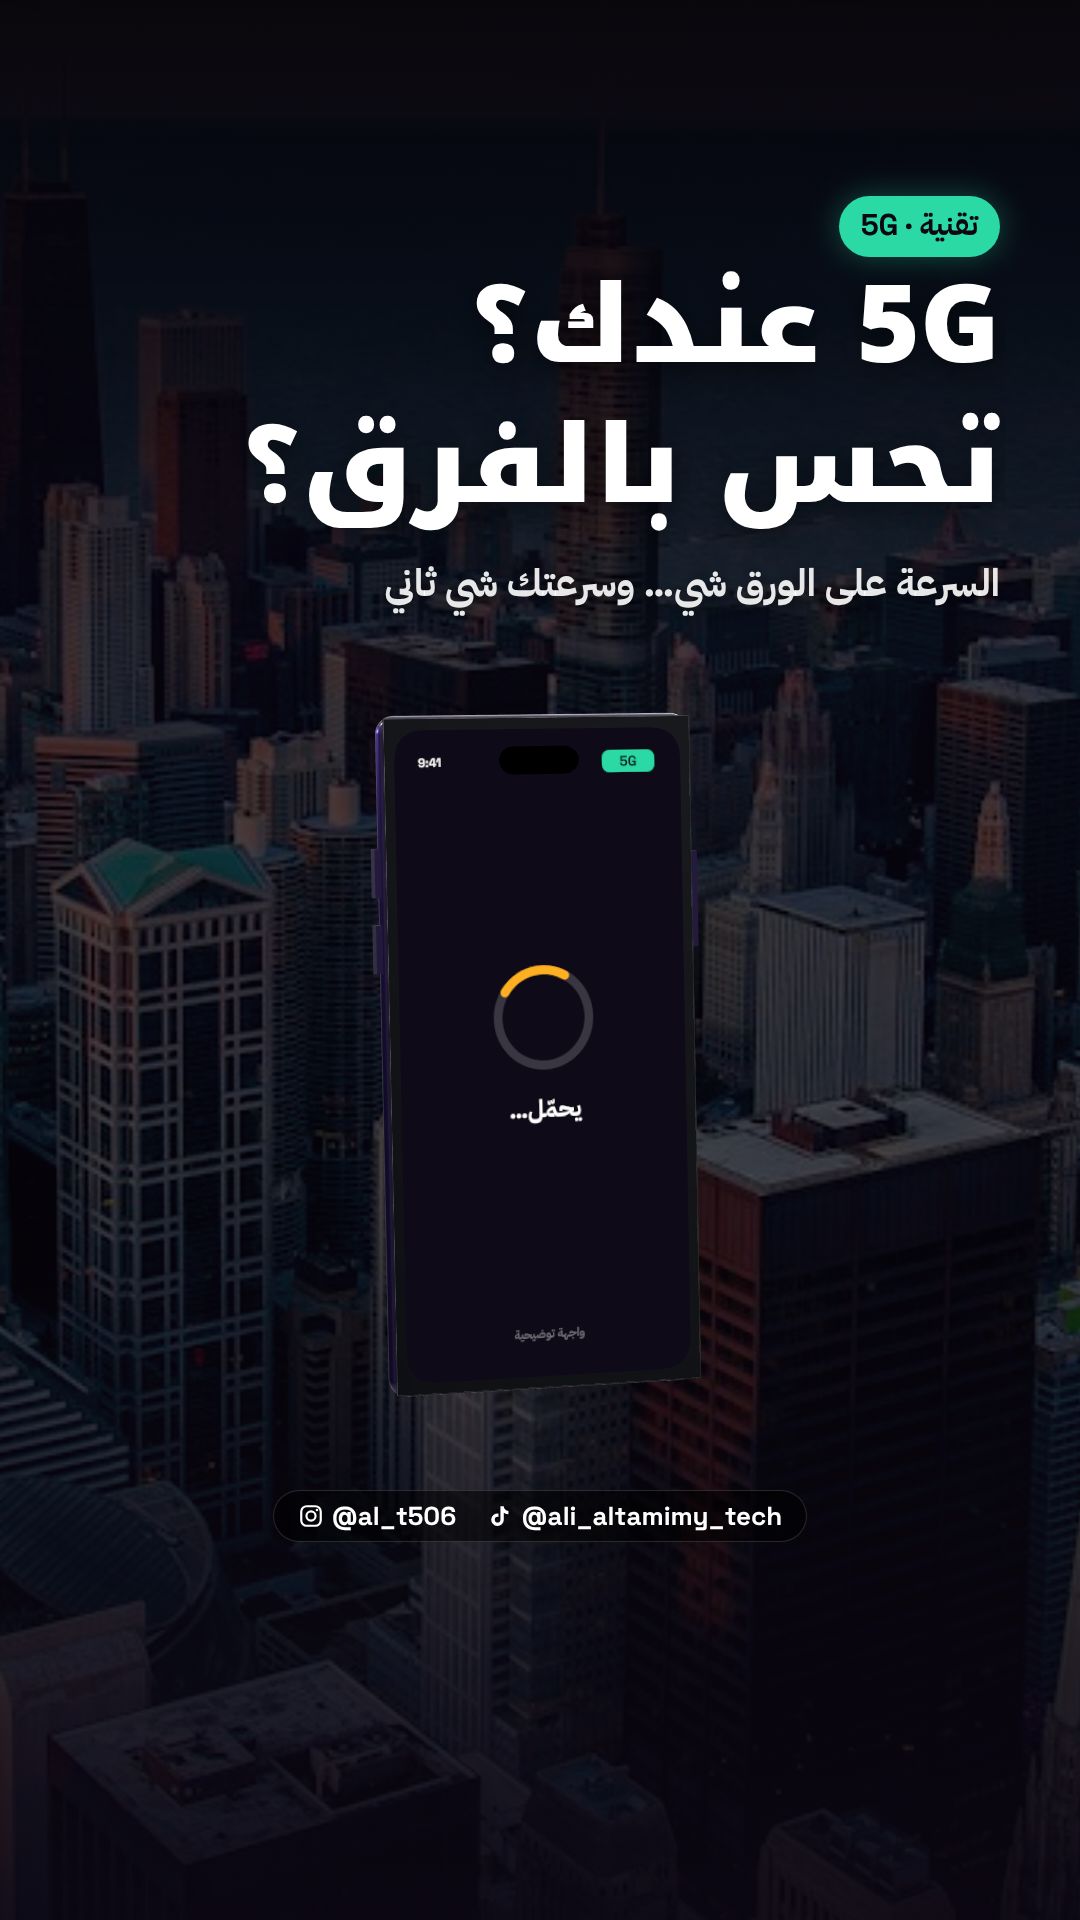 تقنية · 5G
5G عندك؟
تحس بالفرق؟
السرعة على الورق شي... وسرعتك شي ثاني
9:41
5G
يحمّل...
واجهة توضيحية
@al_t506 @ali_altamimy_tech